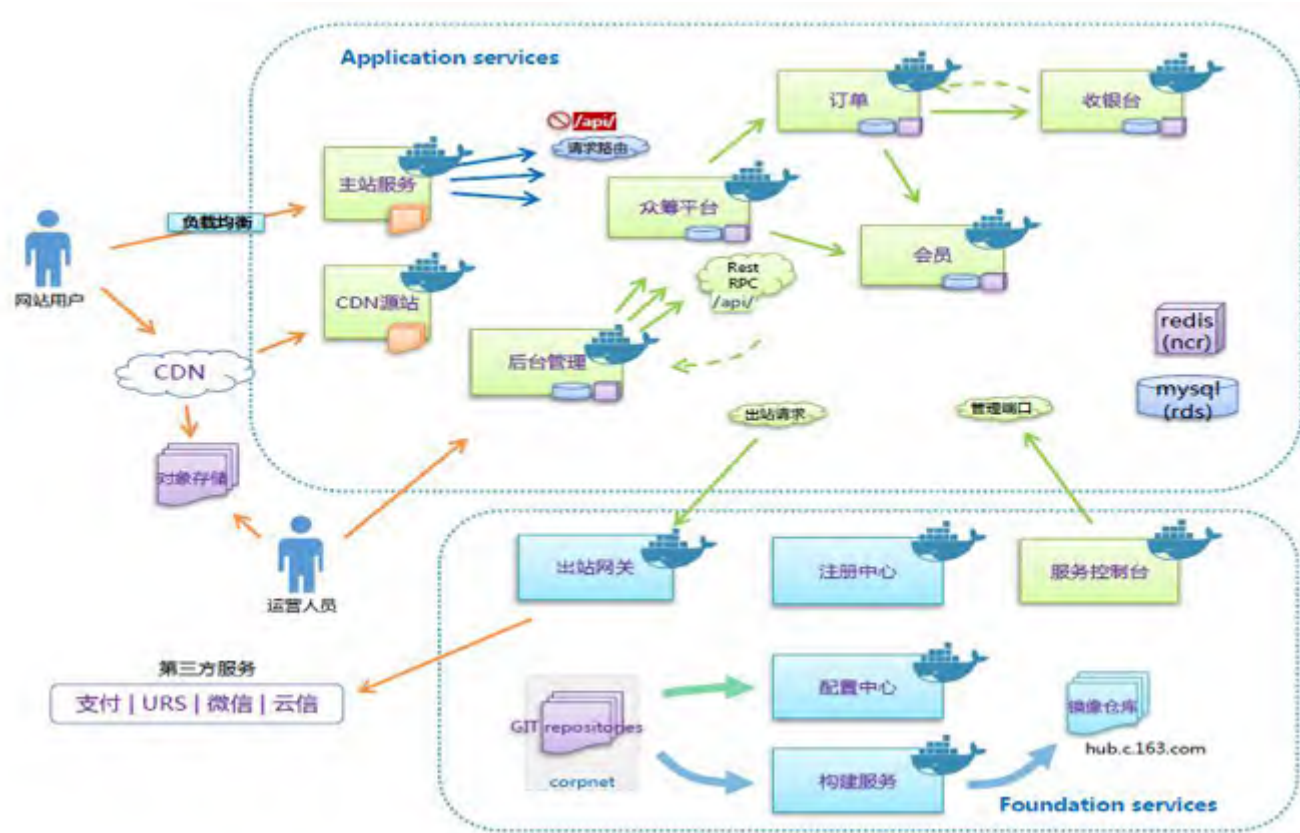 Application services
订单
收银台
/api/
请求路由
主站服务
众筹平台
负载均衡
会员
网站用户
CDN源站
Rest
RPC
/api/
redis
(ncr)
后台管理
CDN
mysql
(rds)
出站请求
管理端口
对象存储
出站网关
注册中心
服务控制台
运营人员
第三方服务
支付 | URS | 微信 | 云信
配置中心
镜像仓库
GIT repositories
hub.c.163.com
corpnet
构建服务
Foundation services